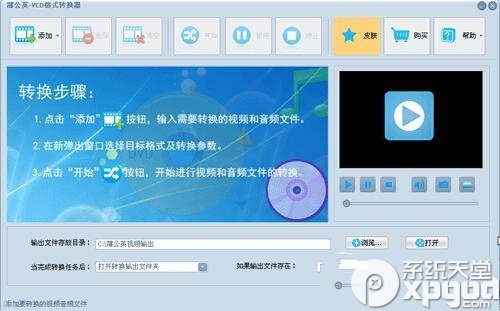 蒲公英-VCD格式转换器
添加 删除 清空 开始 暂停 停止 皮肤 购买 帮助
转换步骤：
1. 点击“添加” 按钮，输入需要转换的视频和音频文件。
2. 在新弹出窗口选择目标格式及转换参数。
3. 点击“开始” 按钮，开始进行视频和音频文件的转换。
DVD
输出文件存放目录： C:\蒲公英视频输出 浏览... 打开
当完成转换任务后： 打开转换输出文件夹 如果输出文件存在：
添加要转换的视频音频文件
系统天堂